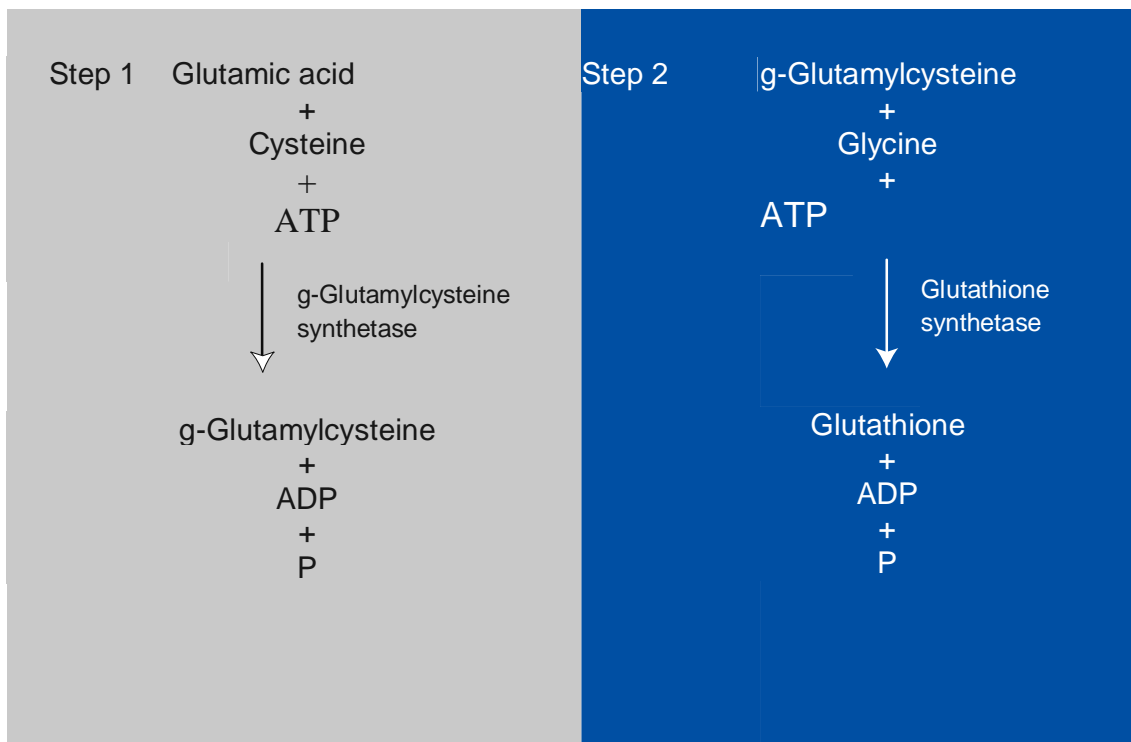 Step 1 Glutamic acid
+
Cysteine
+
ATP
g-Glutamylcysteine
synthetase
g-Glutamylcysteine
+
ADP
+
P
Step 2 g-Glutamylcysteine
+
Glycine
+
ATP
Glutathione
synthetase
Glutathione
+
ADP
+
P